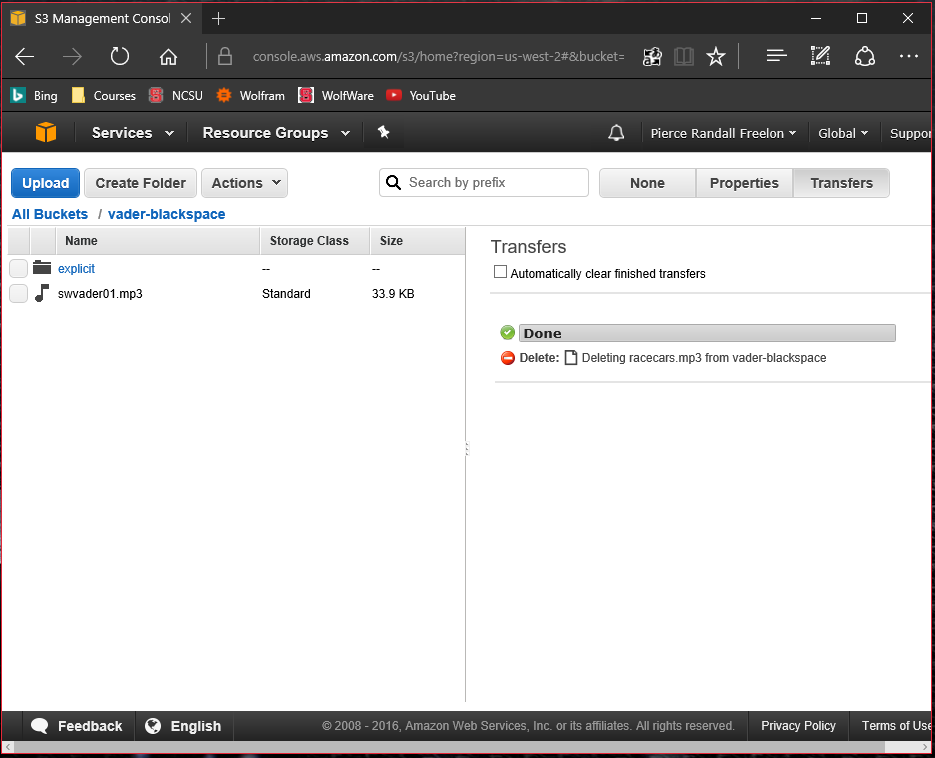 S3 Management Consol
console.aws.amazon.com/s3/home?region=us-west-2#&bucket=
Bing Courses NCSU Wolfram WolfWare YouTube
Services Resource Groups Pierce Randall Freelon Global Suppor
Upload Create Folder Actions Search by prefix None Properties Transfers
All Buckets / vader-blackspace
Name Storage Class Size
explicit -- --
swvader01.mp3 Standard 33.9 KB
Transfers
Automatically clear finished transfers
Done
Delete: Deleting racecars.mp3 from vader-blackspace
Feedback English © 2008 - 2016, Amazon Web Services, Inc. or its affiliates. All rights reserved. Privacy Policy Terms of Use